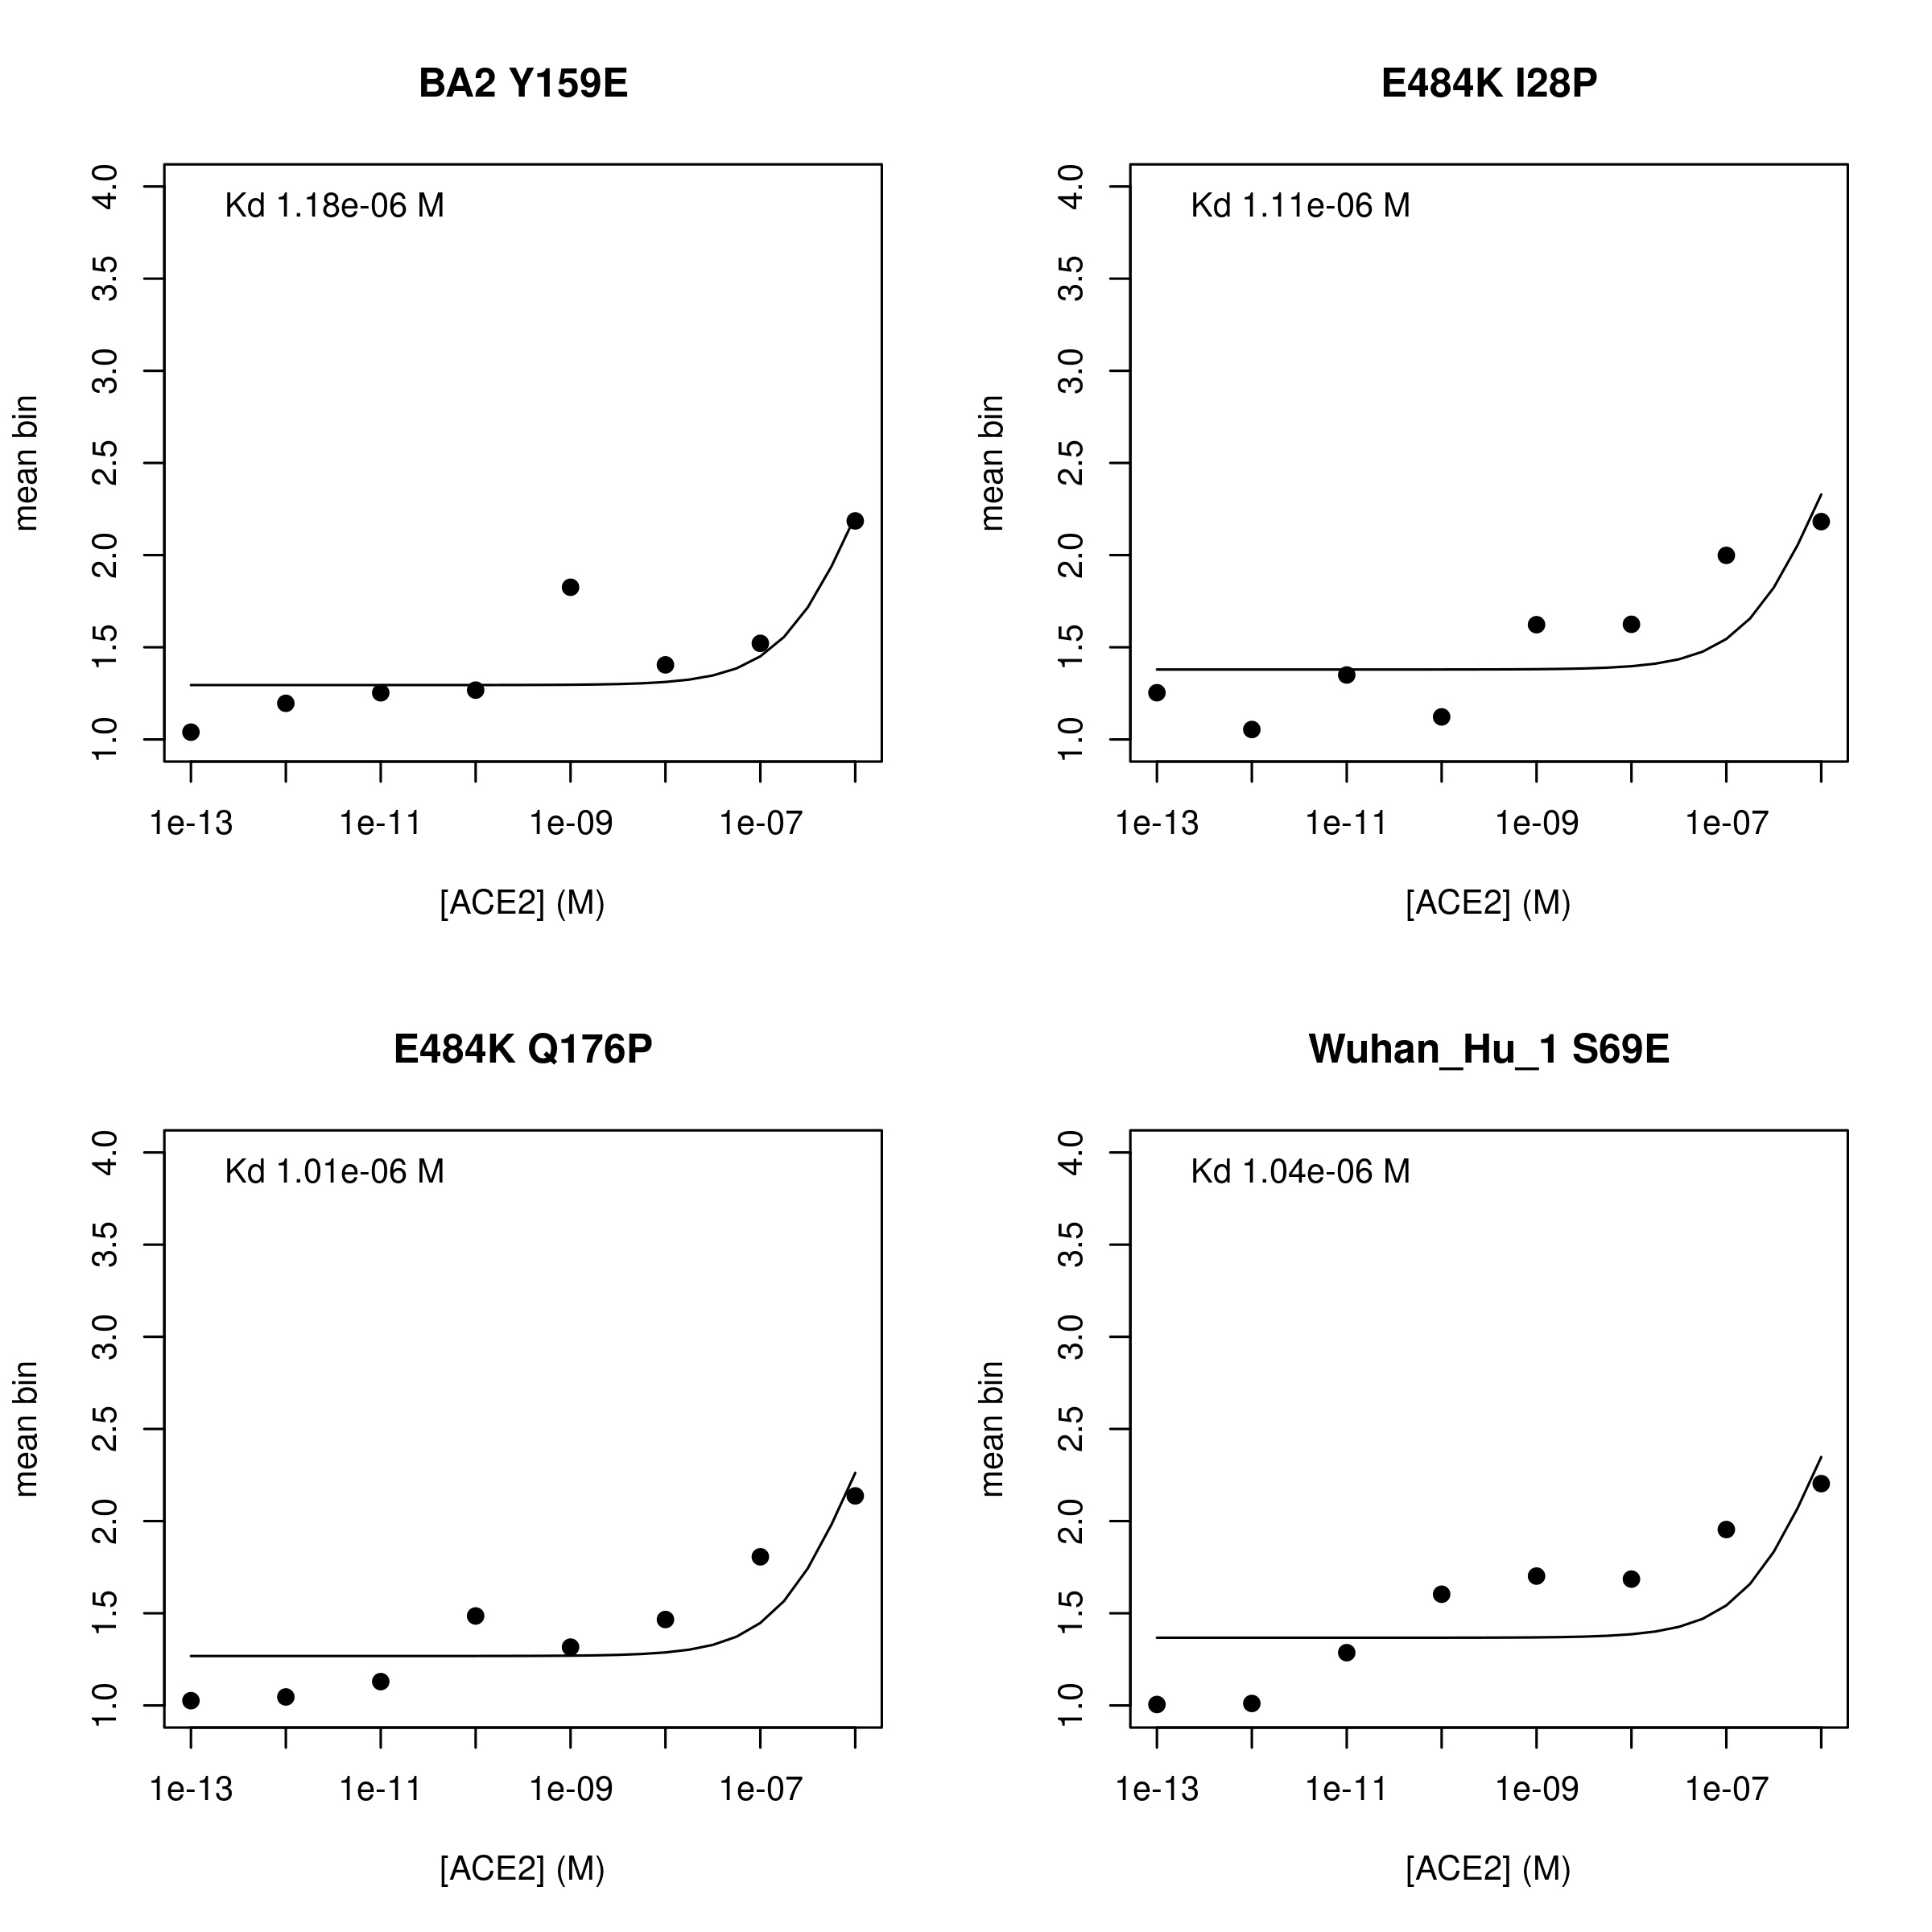 BA2 Y159E
Kd 1.18e-06 M
mean bin
4.0
3.5
3.0
2.5
2.0
1.5
1.0
1e-13 1e-11 1e-09 1e-07
[ACE2] (M)
E484K I28P
Kd 1.11e-06 M
mean bin
4.0
3.5
3.0
2.5
2.0
1.5
1.0
1e-13 1e-11 1e-09 1e-07
[ACE2] (M)
E484K Q176P
Kd 1.01e-06 M
mean bin
4.0
3.5
3.0
2.5
2.0
1.5
1.0
1e-13 1e-11 1e-09 1e-07
[ACE2] (M)
Wuhan_Hu_1 S69E
Kd 1.04e-06 M
mean bin
4.0
3.5
3.0
2.5
2.0
1.5
1.0
1e-13 1e-11 1e-09 1e-07
[ACE2] (M)